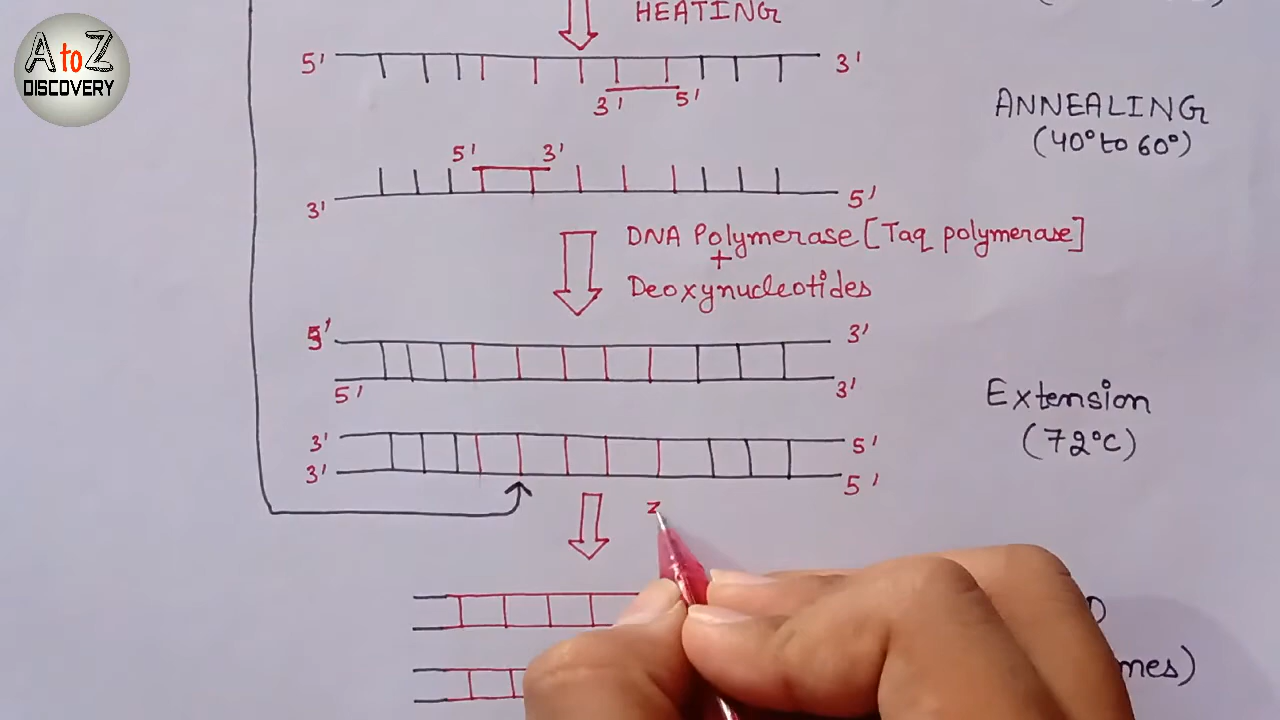 A to Z
DISCOVERY
HEATING
5' 3'
3' 5'
ANNEALING
(40° to 60°)
5' 3'
3' 5'
DNA Polymerase [Taq polymerase]
+
Deoxynucleotides
5' 3'
5' 3'
Extension
(72°C)
3' 5'
3' 5'